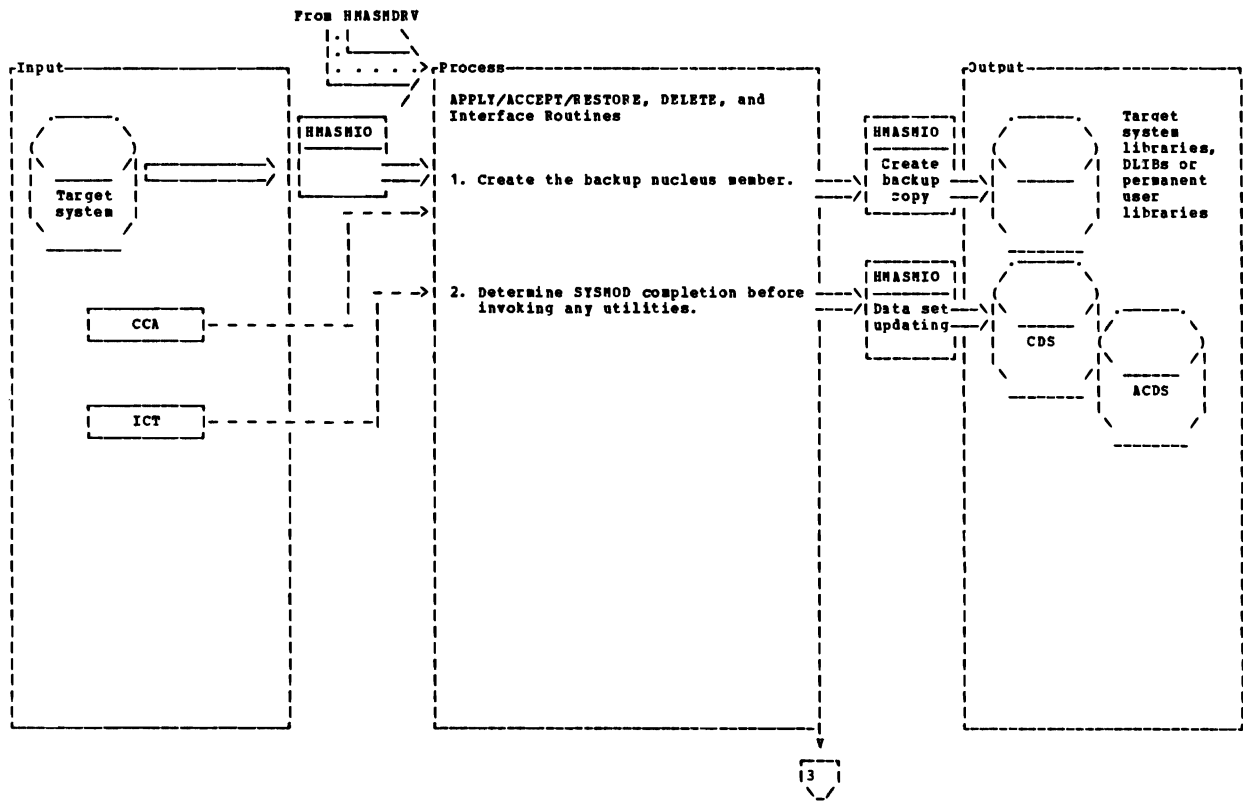 From HMASMDRV
Input
Process
Output
APPLY/ACCEPT/RESTORE, DELETE, and
Interface Routines
HMASMIO
HMASMIO
Create
backup
copy
Target
system
libraries,
DLIBs or
permanent
user
libraries
Target
system
1. Create the backup nucleus member.
2. Determine SYSMOD completion before
invoking any utilities.
HMASMIO
Data set
updating
CDS
ACDS
CCA
ICT
3